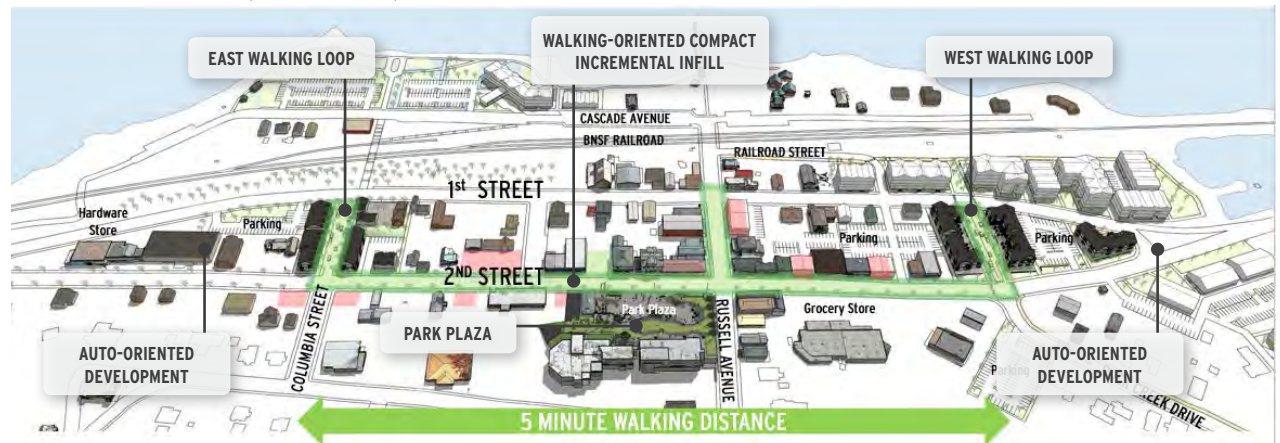 EAST WALKING LOOP
WALKING-ORIENTED COMPACT
INCREMENTAL INFILL
WEST WALKING LOOP
CASCADE AVENUE
BNSF RAILROAD
RAILROAD STREET
1st STREET
Hardware
Store
Parking
Parking
Parking
2ND STREET
COLUMBIA STREET
PARK PLAZA
Park Plaza
RUSSELL AVENUE
Grocery Store
AUTO-ORIENTED
DEVELOPMENT
AUTO-ORIENTED
DEVELOPMENT
Parking
CREEK DRIVE
5 MINUTE WALKING DISTANCE